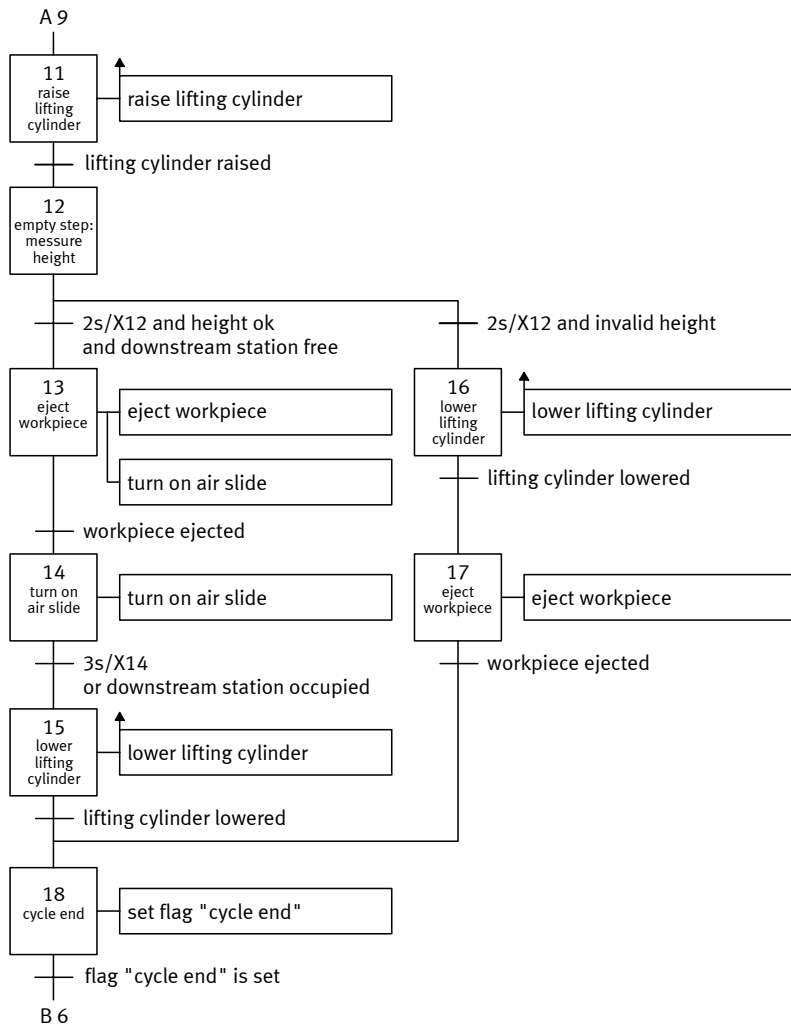 A 9
11
raise
lifting
cylinder
raise lifting cylinder
lifting cylinder raised
12
empty step:
messure
height
2s/X12 and height ok
and downstream station free
2s/X12 and invalid height
13
eject
workpiece
eject workpiece
turn on air slide
16
lower
lifting
cylinder
lower lifting cylinder
lifting cylinder lowered
workpiece ejected
14
turn on
air slide
turn on air slide
17
eject
workpiece
eject workpiece
3s/X14
or downstream station occupied
workpiece ejected
15
lower
lifting
cylinder
lower lifting cylinder
lifting cylinder lowered
18
cycle end
set flag "cycle end"
flag "cycle end" is set
B 6